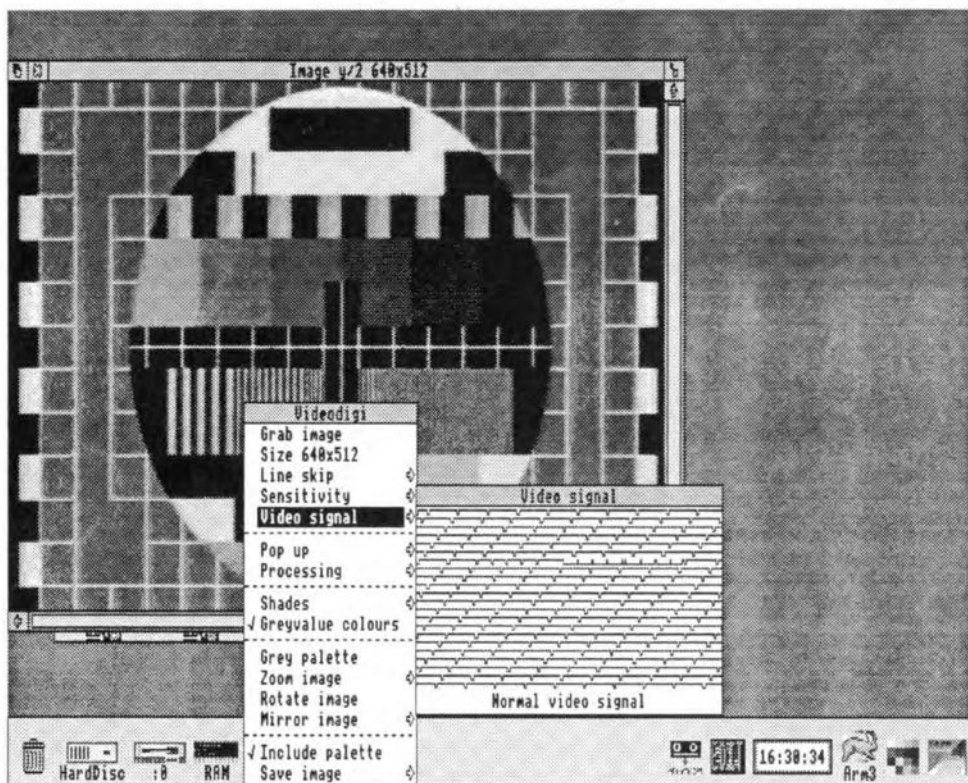 Image y/2 640x512
Videodigi
Grab image
Size 640x512
Line skip
Sensitivity
Video signal
Pop up
Processing
Shades
√ Greyvalue colours
Grey palette
Zoom image
Rotate image
Mirror image
√ Include palette
Save image
Video signal
Normal video signal
HardDisc :0 RAM
16:30:34
Arm3